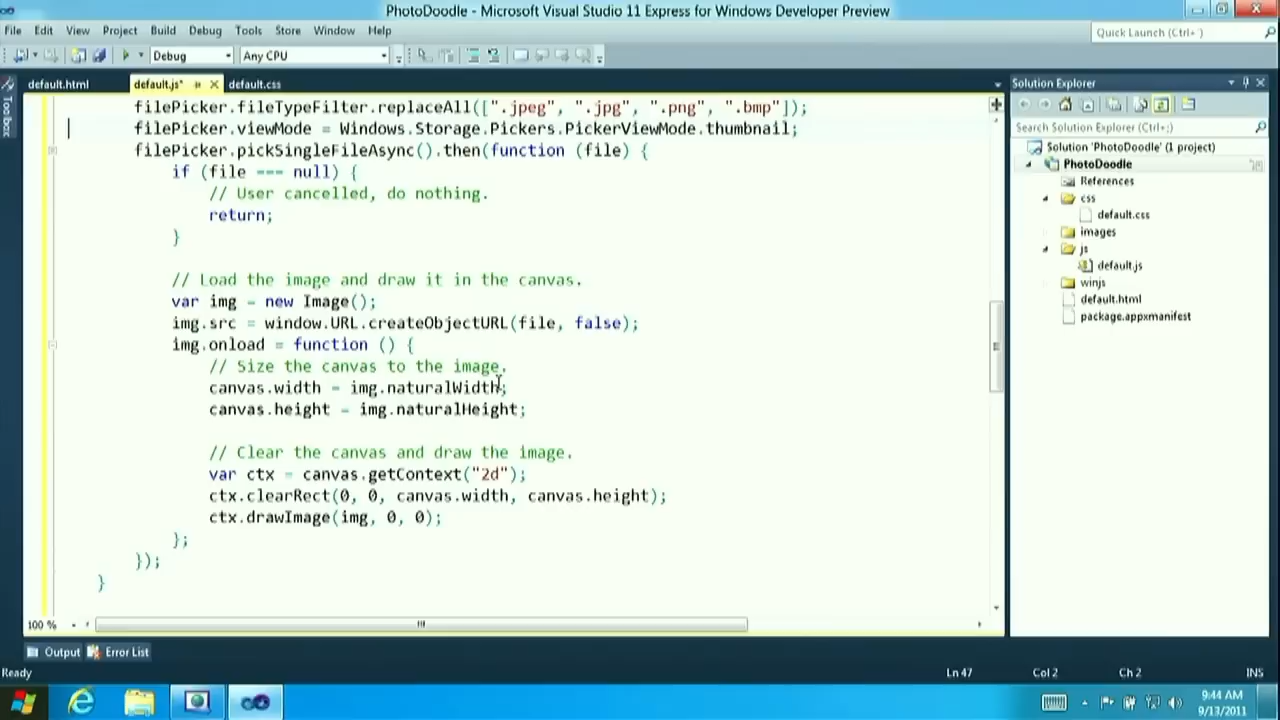 PhotoDoodle - Microsoft Visual Studio 11 Express for Windows Developer Preview
File Edit View Project Build Debug Tools Store Window Help
Quick Launch (Ctrl+;)
Debug Any CPU
default.html default.js* default.css
Toolbox
filePicker.fileTypeFilter.replaceAll([".jpeg", ".jpg", ".png", ".bmp"]);
filePicker.viewMode = Windows.Storage.Pickers.PickerViewMode.thumbnail;
filePicker.pickSingleFileAsync().then(function (file) {
if (file === null) {
// User cancelled, do nothing.
return;
}
// Load the image and draw it in the canvas.
var img = new Image();
img.src = window.URL.createObjectURL(file, false);
img.onload = function () {
// Size the canvas to the image.
canvas.width = img.naturalWidth;
canvas.height = img.naturalHeight;
// Clear the canvas and draw the image.
var ctx = canvas.getContext("2d");
ctx.clearRect(0, 0, canvas.width, canvas.height);
ctx.drawImage(img, 0, 0);
};
});
}
100 %
Solution Explorer
Search Solution Explorer (Ctrl+;)
Solution 'PhotoDoodle' (1 project)
PhotoDoodle
References
css
default.css
images
js
default.js
winjs
default.html
package.appxmanifest
Output Error List
Ready Ln 47 Col 2 Ch 2 INS
9:44 AM
9/13/2011